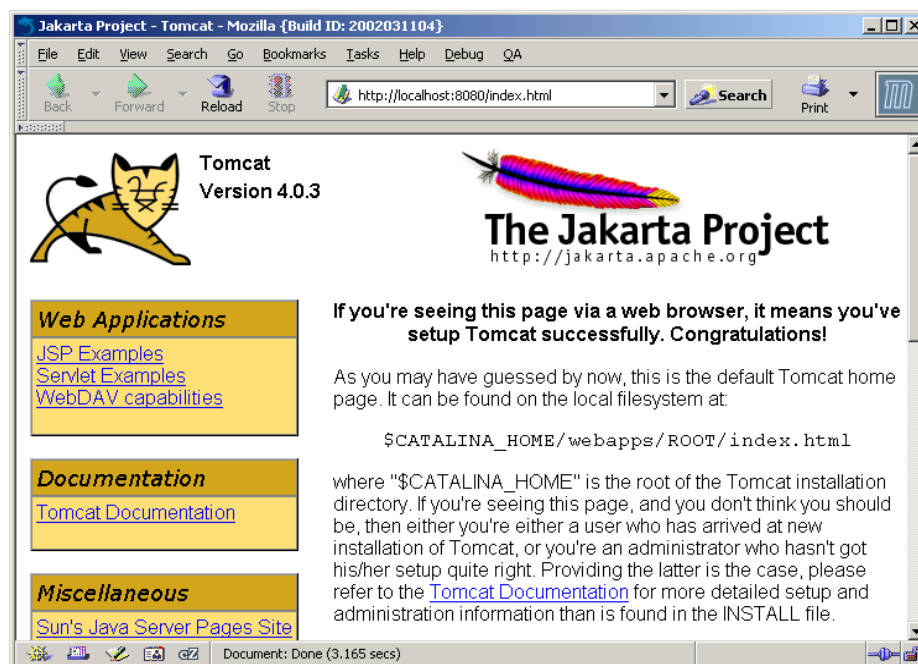 Jakarta Project - Tomcat - Mozilla {Build ID: 2002031104}
File Edit View Search Go Bookmarks Tasks Help Debug QA
Back Forward Reload Stop http://localhost:8080/index.html Search Print
Tomcat
Version 4.0.3
The Jakarta Project
http://jakarta.apache.org
Web Applications
JSP Examples
Servlet Examples
WebDAV capabilities
Documentation
Tomcat Documentation
Miscellaneous
Sun's Java Server Pages Site
If you're seeing this page via a web browser, it means you've
setup Tomcat successfully. Congratulations!
As you may have guessed by now, this is the default Tomcat home
page. It can be found on the local filesystem at:
$CATALINA_HOME/webapps/ROOT/index.html
where "$CATALINA_HOME" is the root of the Tomcat installation
directory. If you're seeing this page, and you don't think you should
be, then either you're either a user who has arrived at new
installation of Tomcat, or you're an administrator who hasn't got
his/her setup quite right. Providing the latter is the case, please
refer to the Tomcat Documentation for more detailed setup and
administration information than is found in the INSTALL file.
Document: Done (3.165 secs)